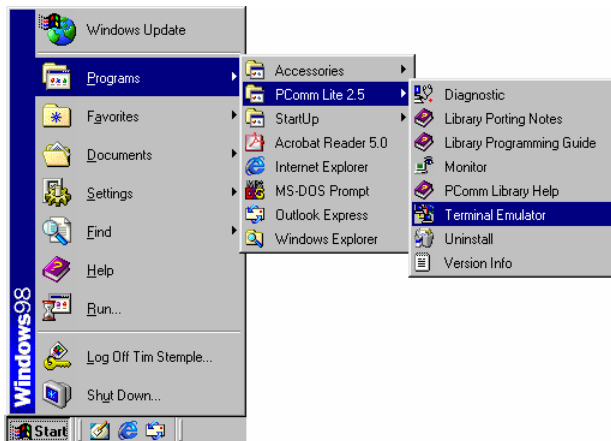 Windows Update
Programs
Favorites
Documents
Settings
Find
Help
Run...
Log Off Tim Stemple...
Shut Down...
Windows98
Start
Accessories
PComm Lite 2.5
StartUp
Acrobat Reader 5.0
Internet Explorer
MS-DOS Prompt
Outlook Express
Windows Explorer
Diagnostic
Library Porting Notes
Library Programming Guide
Monitor
PComm Library Help
Terminal Emulator
Uninstall
Version Info